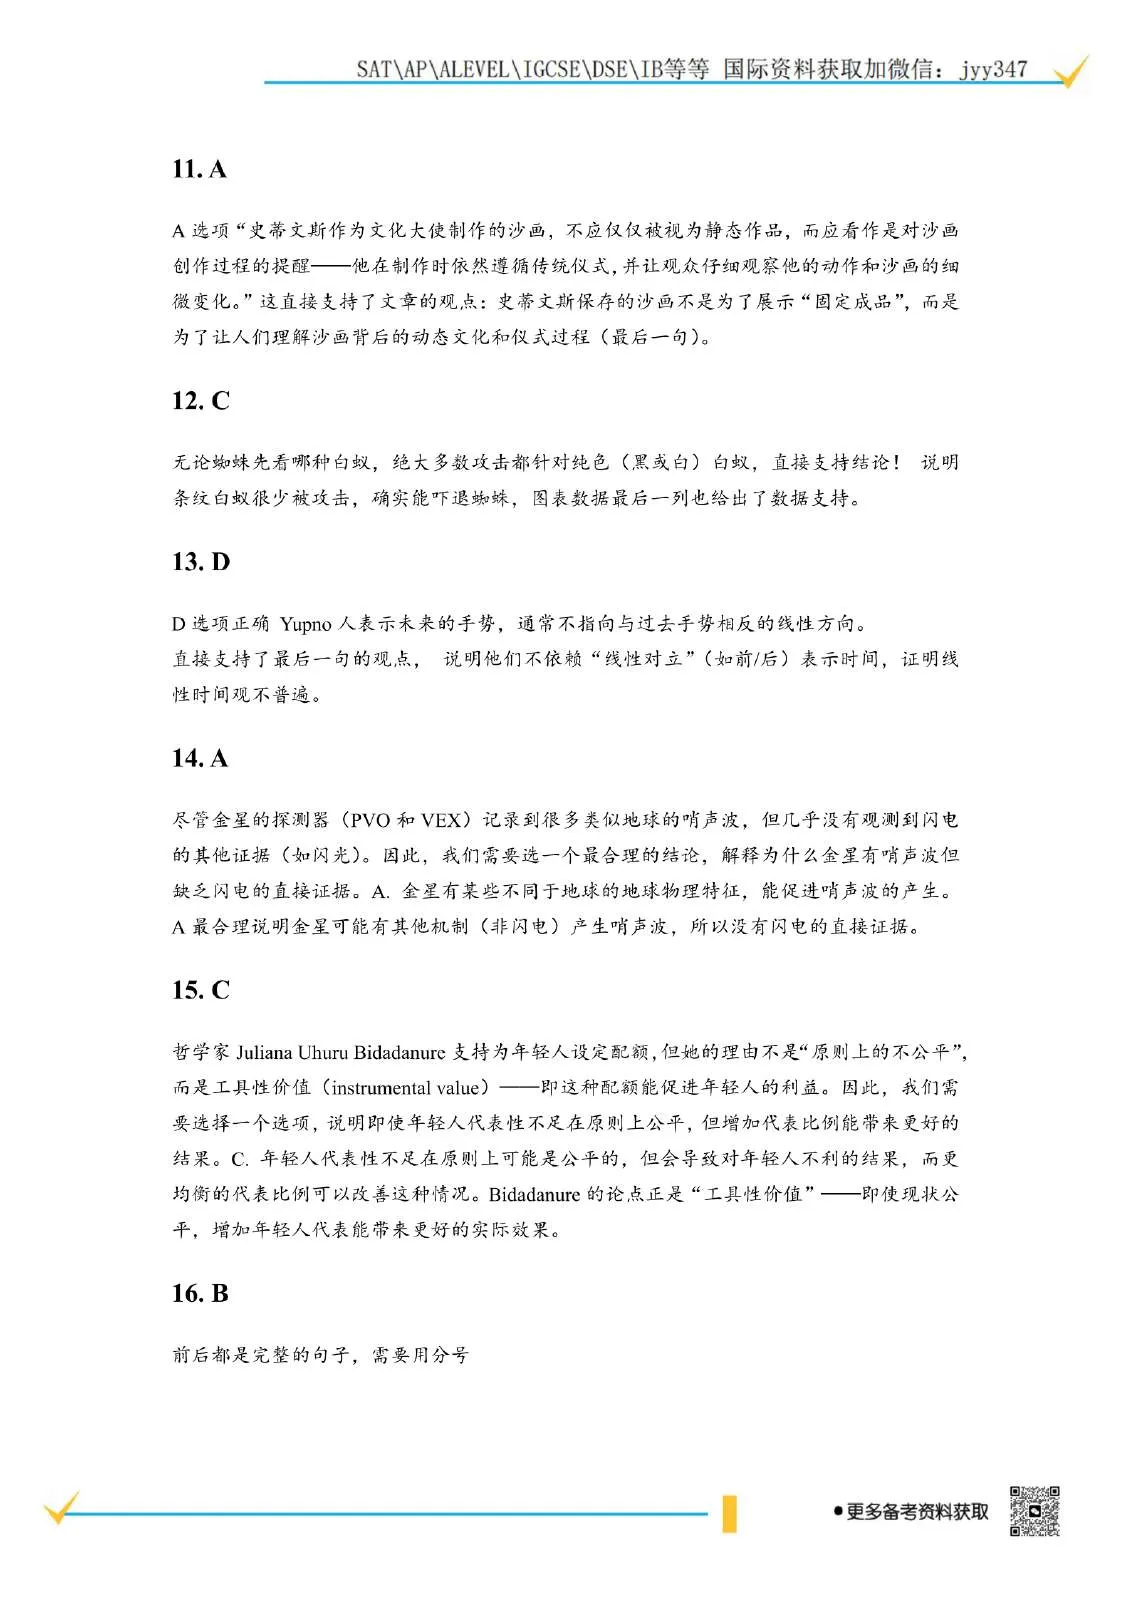 SAT\AP\ALEVEL\IGCSE\DSE\IB等等 国际资料获取加微信：jyy347
11. A
A 选项“史蒂文斯作为文化大使制作的沙画，不应仅仅被视为静态作品，而应看作是对沙画
创作过程的提醒——他在制作时依然遵循传统仪式，并让观众仔细观察他的动作和沙画的细
微变化。”这直接支持了文章的观点：史蒂文斯保存的沙画不是为了展示“固定成品”，而是
为了让人们理解沙画背后的动态文化和仪式过程（最后一句）。
12. C
无论蜘蛛先看哪种白蚁，绝大多数攻击都针对纯色（黑或白）白蚁，直接支持结论！ 说明
条纹白蚁很少被攻击，确实能吓退蜘蛛，图表数据最后一列也给出了数据支持。
13. D
D 选项正确 Yupno 人表示未来的手势，通常不指向与过去手势相反的线性方向。
直接支持了最后一句的观点， 说明他们不依赖“线性对立”（如前/后）表示时间，证明线
性时间观不普遍。
14. A
尽管金星的探测器（PVO 和 VEX）记录到很多类似地球的哨声波，但几乎没有观测到闪电
的其他证据（如闪光）。因此，我们需要选一个最合理的结论，解释为什么金星有哨声波但
缺乏闪电的直接证据。A. 金星有某些不同于地球的地球物理特征，能促进哨声波的产生。
A 最合理说明金星可能有其他机制（非闪电）产生哨声波，所以没有闪电的直接证据。
15. C
哲学家 Juliana Uhuru Bidadanure 支持为年轻人设定配额，但她的理由不是“原则上的不公平”，
而是工具性价值（instrumental value）——即这种配额能促进年轻人的利益。因此，我们需
要选择一个选项，说明即使年轻人代表性不足在原则上公平，但增加代表比例能带来更好的
结果。C. 年轻人代表性不足在原则上可能是公平的，但会导致对年轻人不利的结果，而更
均衡的代表比例可以改善这种情况。Bidadanure 的论点正是“工具性价值”——即使现状公
平，增加年轻人代表能带来更好的实际效果。
16. B
前后都是完整的句子，需要用分号
•更多备考资料获取